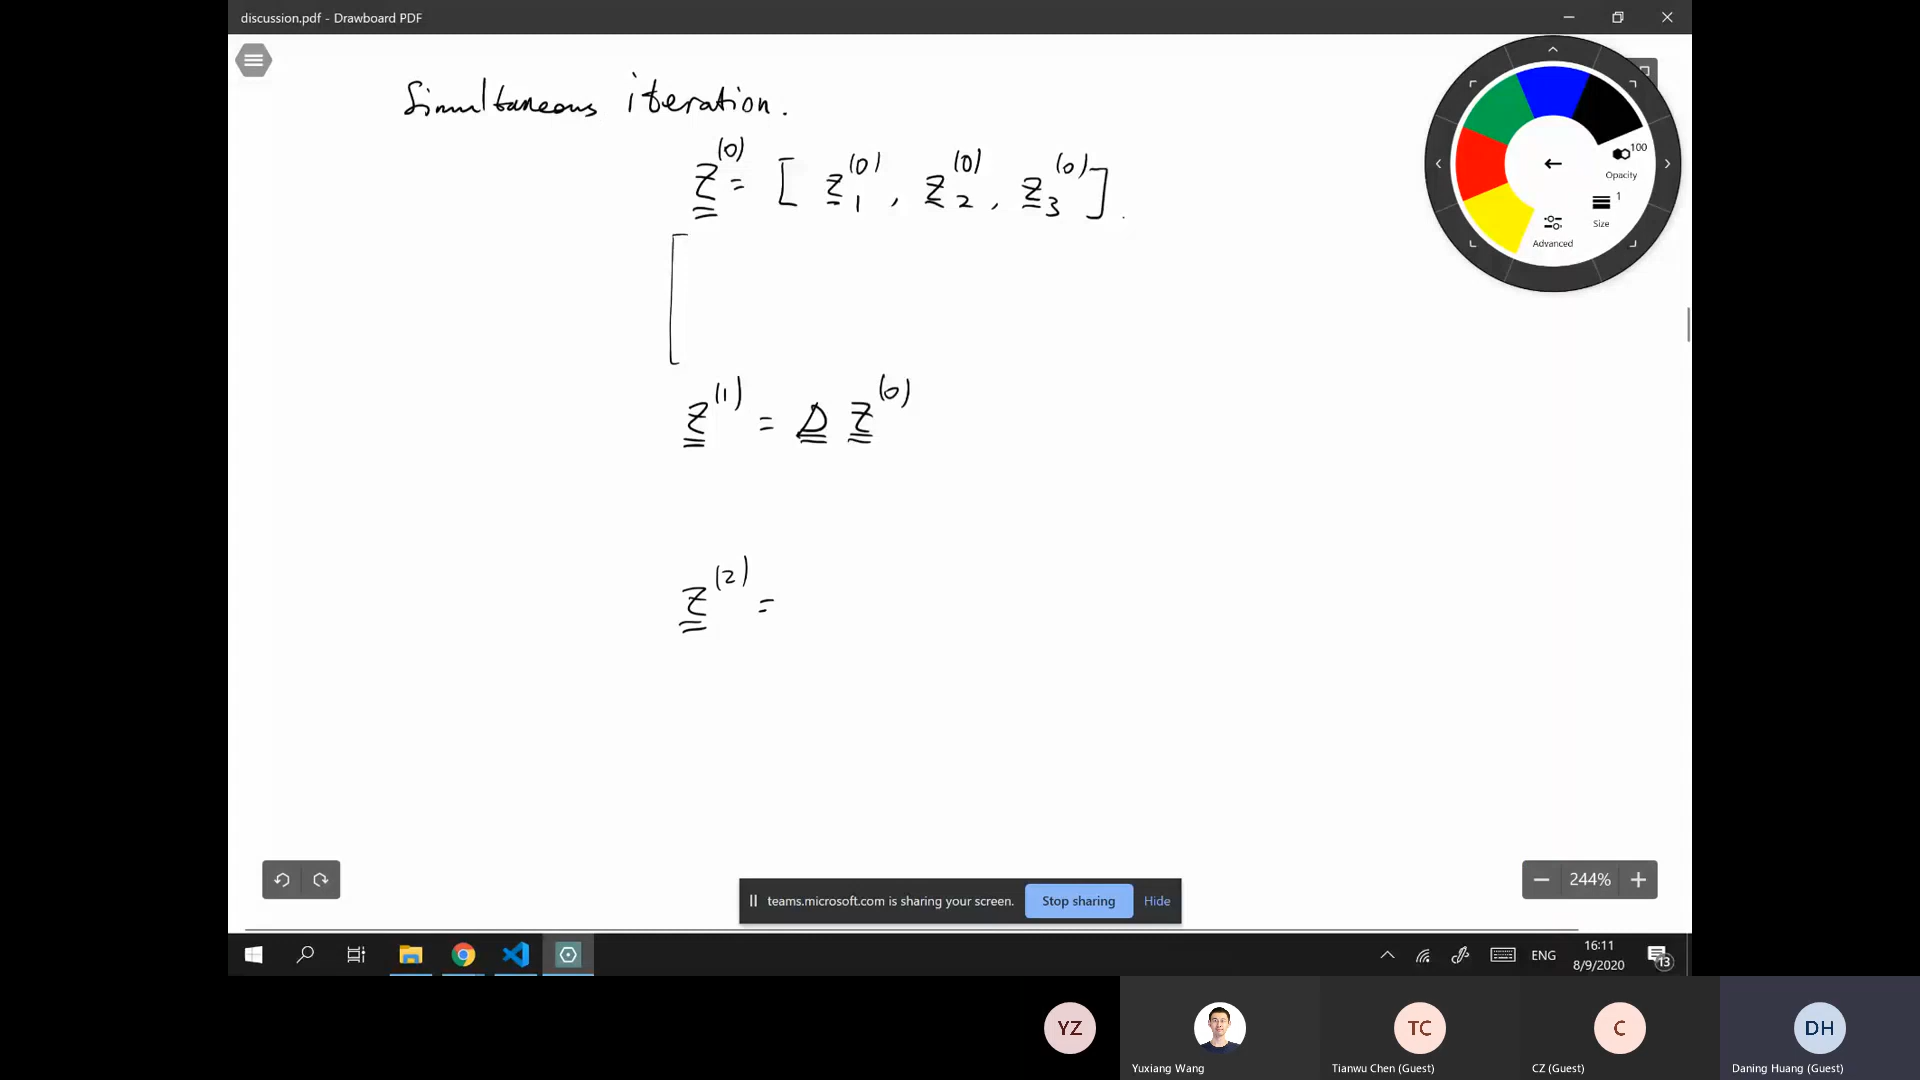 discussion.pdf - Drawboard PDF
Simultaneous iteration.
Z^(0) = [ z_1^(0), z_2^(0), z_3^(0) ].
[
Z^(1) = D Z^(0)
Z^(2) =
100
Opacity
1
Size
Advanced
244%
teams.microsoft.com is sharing your screen. Stop sharing Hide
ENG 16:11
8/9/2020
13
YZ TC C DH
Yuxiang Wang Tianwu Chen (Guest) CZ (Guest) Daning Huang (Guest)